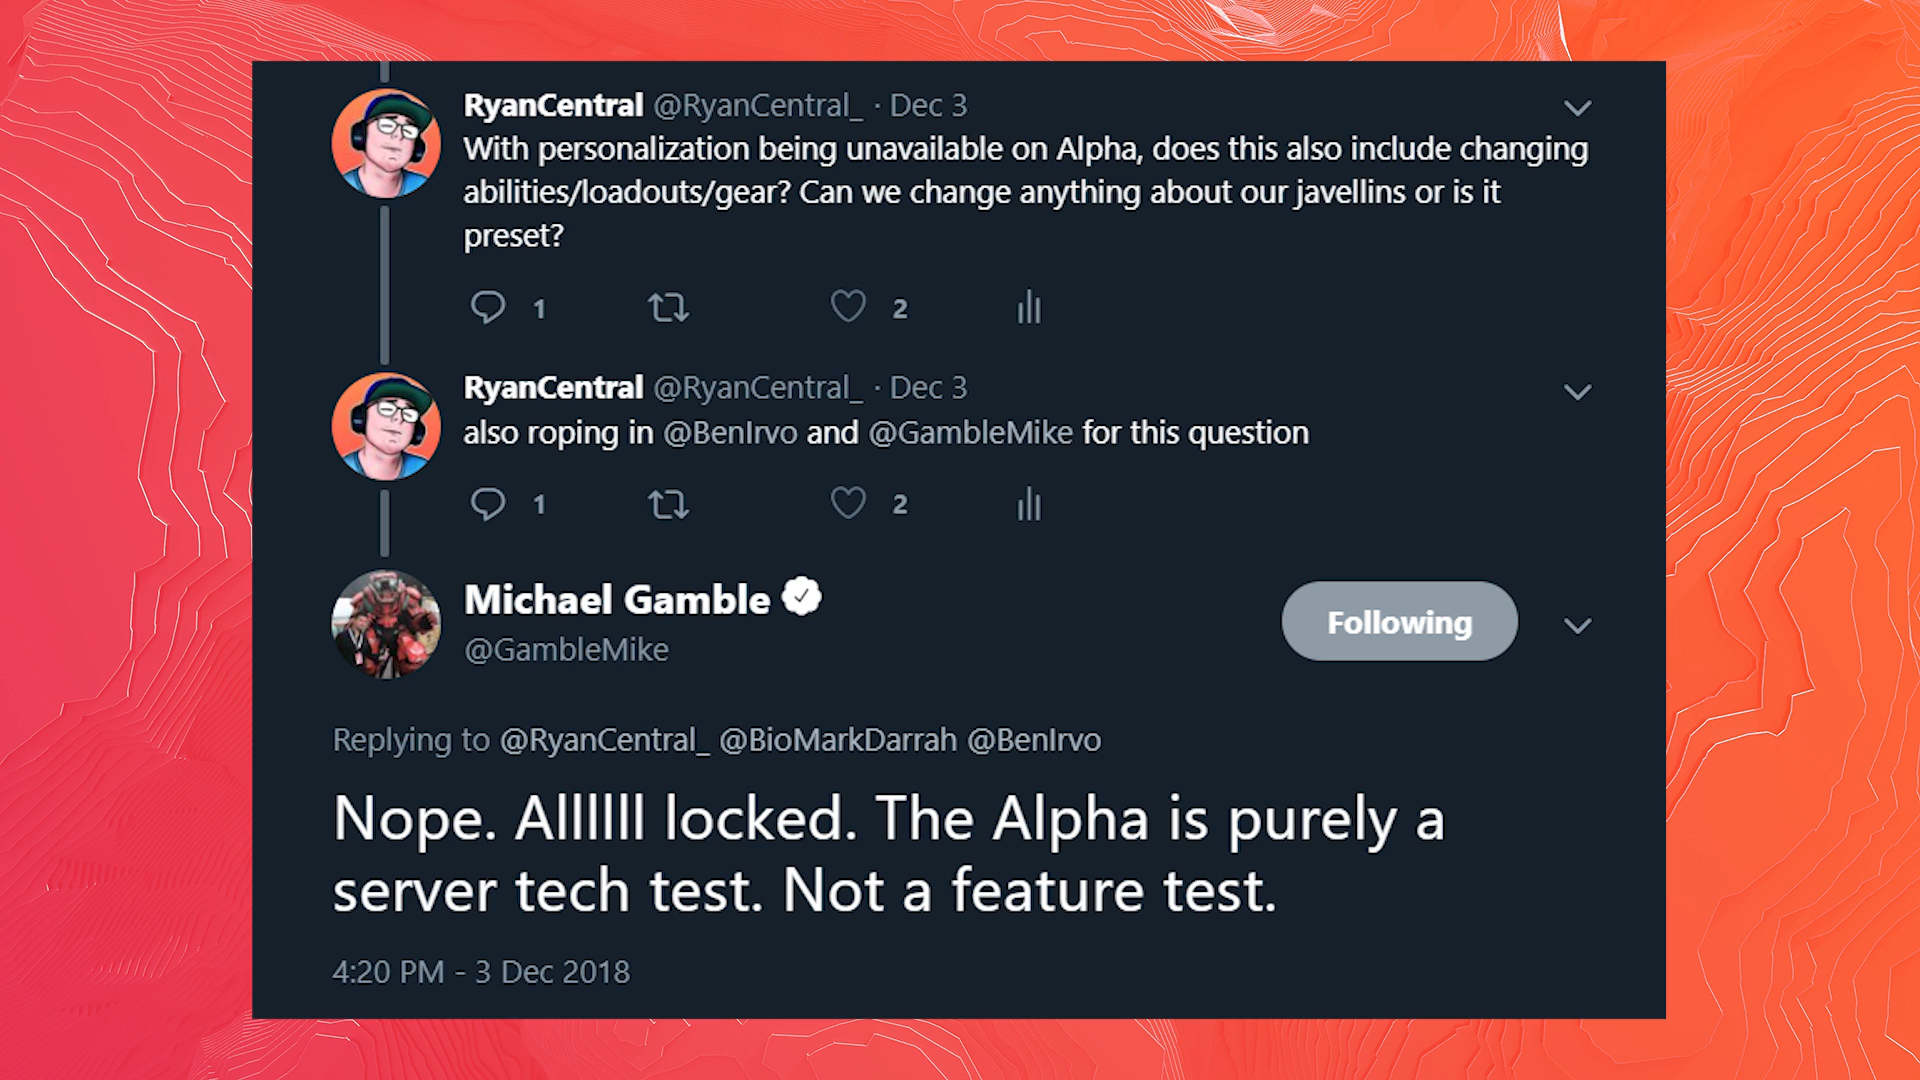 RyanCentral @RyanCentral_ · Dec 3
With personalization being unavailable on Alpha, does this also include changing
abilities/loadouts/gear? Can we change anything about our javellins or is it
preset?
1 2
RyanCentral @RyanCentral_ · Dec 3
also roping in @BenIrvo and @GambleMike for this question
1 2
Michael Gamble
@GambleMike
Following
Replying to @RyanCentral_ @BioMarkDarrah @BenIrvo
Nope. Allllll locked. The Alpha is purely a
server tech test. Not a feature test.
4:20 PM - 3 Dec 2018